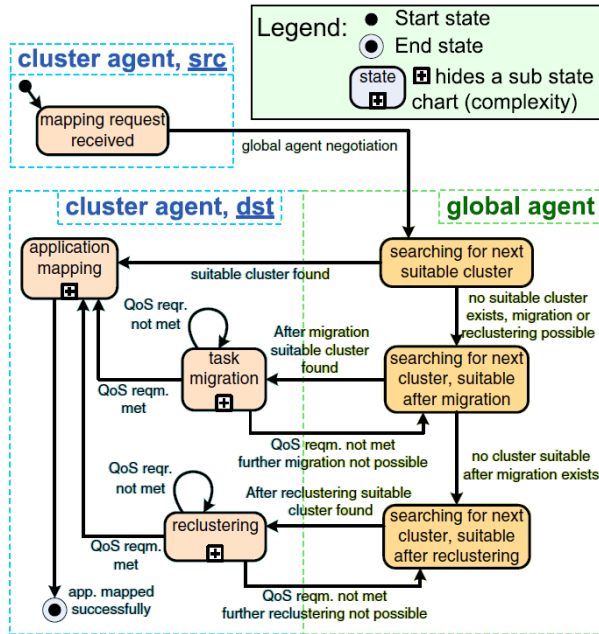 Legend:
Start state
End state
state
hides a sub state
chart (complexity)
cluster agent, src
mapping request
received
global agent negotiation
cluster agent, dst
global agent
application
mapping
suitable cluster found
searching for next
suitable cluster
no suitable cluster
exists, migration or
reclustering possible
QoS reqr.
not met
After migration
suitable cluster
found
task
migration
searching for next
cluster, suitable
after migration
QoS reqm.
met
QoS reqm. not met
further migration not possible
no cluster suitable
after migration exists
QoS reqr.
not met
After reclustering suitable
cluster found
reclustering
searching for next
cluster, suitable
after reclustering
QoS reqm.
met
QoS reqm. not met
further reclustering not possible
app. mapped
successfully